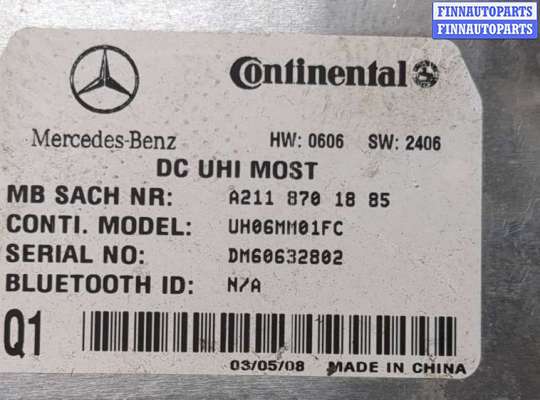 FINNAUTOPARTS
FINNAUTOPARTS
Continental
Mercedes-Benz
HW: 0606 SW: 2406
DC UHI MOST
MB SACH NR: A211 870 18 85
CONTI. MODEL: UH06MM01FC
SERIAL NO: DM60632802
BLUETOOTH ID: N/A
Q1
03/05/08 MADE IN CHINA